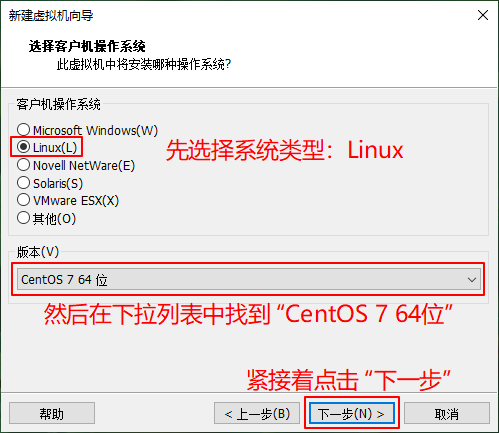 新建虚拟机向导
选择客户机操作系统
此虚拟机中将安装哪种操作系统?
客户机操作系统
Microsoft Windows(W)
Linux(L)
先选择系统类型：Linux
Novell NetWare(E)
Solaris(S)
VMware ESX(X)
其他(O)
版本(V)
CentOS 7 64 位
然后在下拉列表中找到 “CentOS 7 64位”
紧接着点击 “下一步”
帮助
< 上一步(B)
下一步(N) >
取消